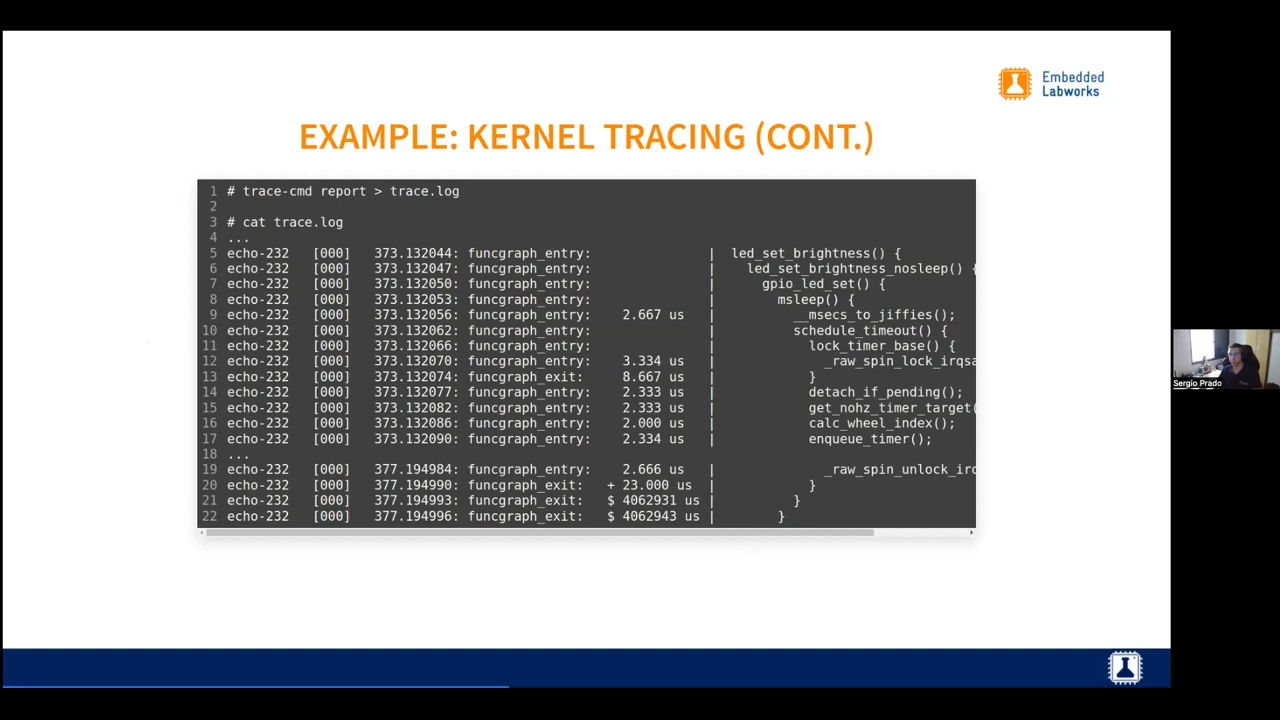 Embedded
Labworks
EXAMPLE: KERNEL TRACING (CONT.)
1 # trace-cmd report > trace.log
2
3 # cat trace.log
4 ...
5 echo-232 [000] 373.132044: funcgraph_entry: | led_set_brightness() {
6 echo-232 [000] 373.132047: funcgraph_entry: | led_set_brightness_nosleep() {
7 echo-232 [000] 373.132050: funcgraph_entry: | gpio_led_set() {
8 echo-232 [000] 373.132053: funcgraph_entry: | msleep() {
9 echo-232 [000] 373.132056: funcgraph_entry: 2.667 us | __msecs_to_jiffies();
10 echo-232 [000] 373.132062: funcgraph_entry: | schedule_timeout() {
11 echo-232 [000] 373.132066: funcgraph_entry: | lock_timer_base() {
12 echo-232 [000] 373.132070: funcgraph_entry: 3.334 us | _raw_spin_lock_irqsa
13 echo-232 [000] 373.132074: funcgraph_exit: 8.667 us | }
14 echo-232 [000] 373.132077: funcgraph_entry: 2.333 us | detach_if_pending();
15 echo-232 [000] 373.132082: funcgraph_entry: 2.333 us | get_nohz_timer_target(
16 echo-232 [000] 373.132086: funcgraph_entry: 2.000 us | calc_wheel_index();
17 echo-232 [000] 373.132090: funcgraph_entry: 2.334 us | enqueue_timer();
18 ...
19 echo-232 [000] 377.194984: funcgraph_entry: 2.666 us | _raw_spin_unlock_irq
20 echo-232 [000] 377.194990: funcgraph_exit: + 23.000 us | }
21 echo-232 [000] 377.194993: funcgraph_exit: $ 4062931 us | }
22 echo-232 [000] 377.194996: funcgraph_exit: $ 4062943 us | }
Sergio Prado